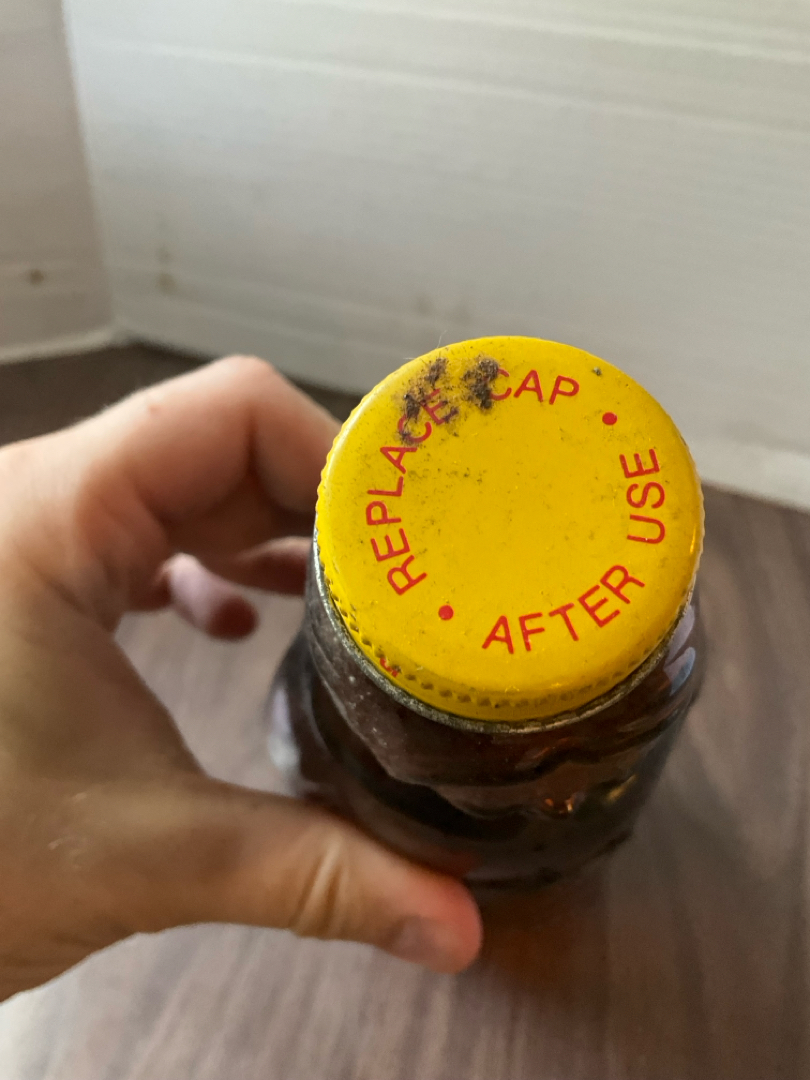 REPLACE CAP • AFTER USE •